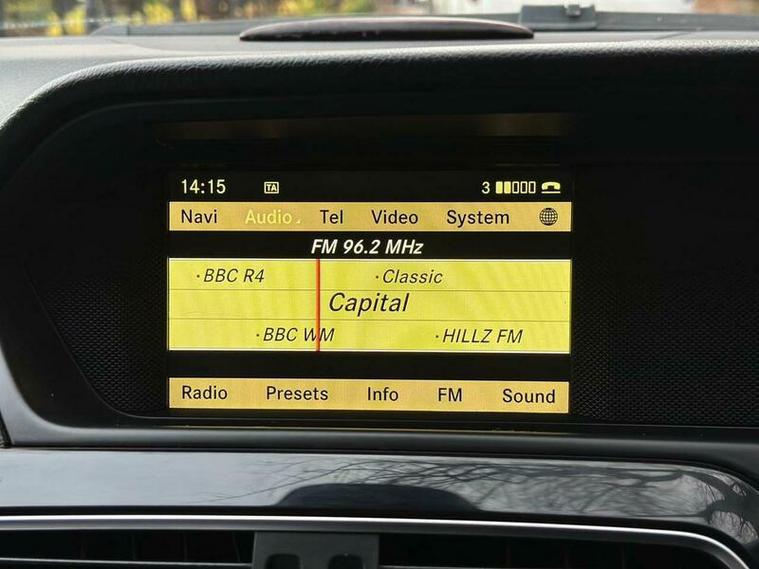 14:15 TA 3
Navi Audio Tel Video System
FM 96.2 MHz
·BBC R4 ·Classic
Capital
·BBC WM ·HILLZ FM
Radio Presets Info FM Sound